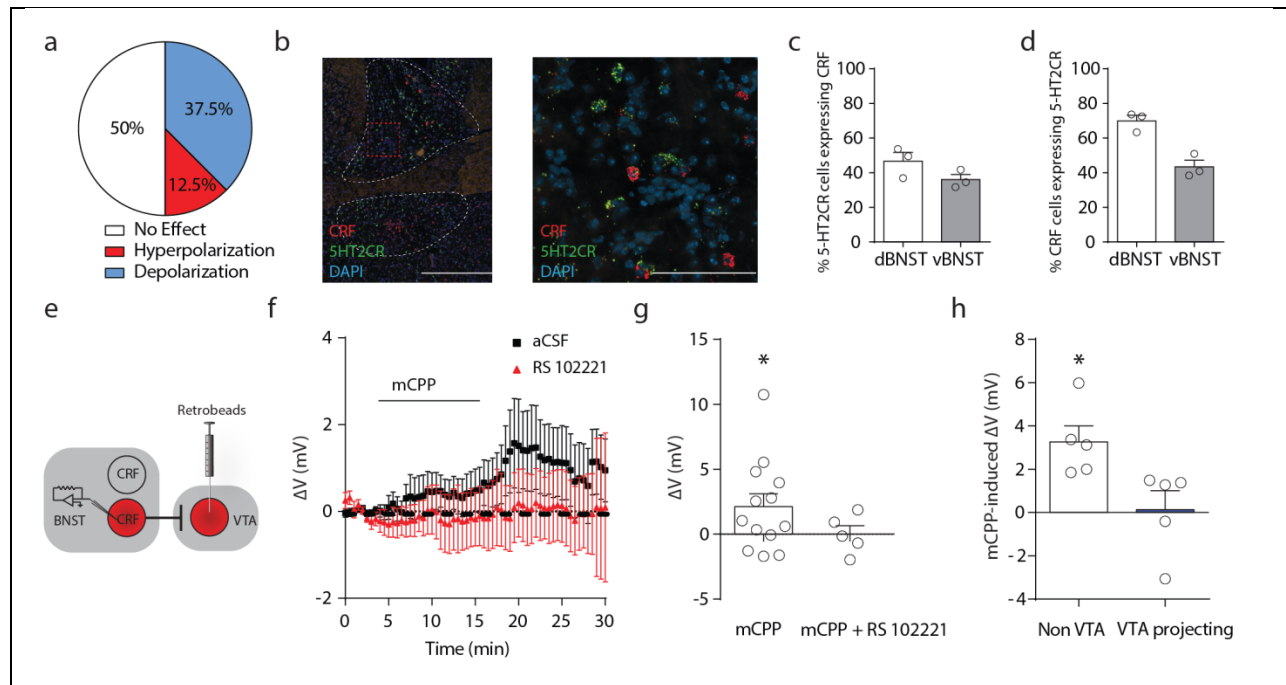 a
50%
37.5%
12.5%
No Effect
Hyperpolarization
Depolarization
b
CRF
5HT2CR
DAPI
CRF
5HT2CR
DAPI
c
% 5-HT2CR cells expressing CRF
100
80
60
40
20
0
dBNST vBNST
d
% CRF cells expressing 5-HT2CR
100
80
60
40
20
0
dBNST vBNST
e
Retrobeads
CRF
BNST
CRF
VTA
f
aCSF
RS 102221
mCPP
ΔV (mV)
4
2
0
-2
0 5 10 15 20 25 30
Time (min)
g
*
ΔV (mV)
15
10
5
0
-5
mCPP mCPP + RS 102221
h
*
mCPP-induced ΔV (mV)
8
6
4
2
0
-2
-4
Non VTA VTA projecting